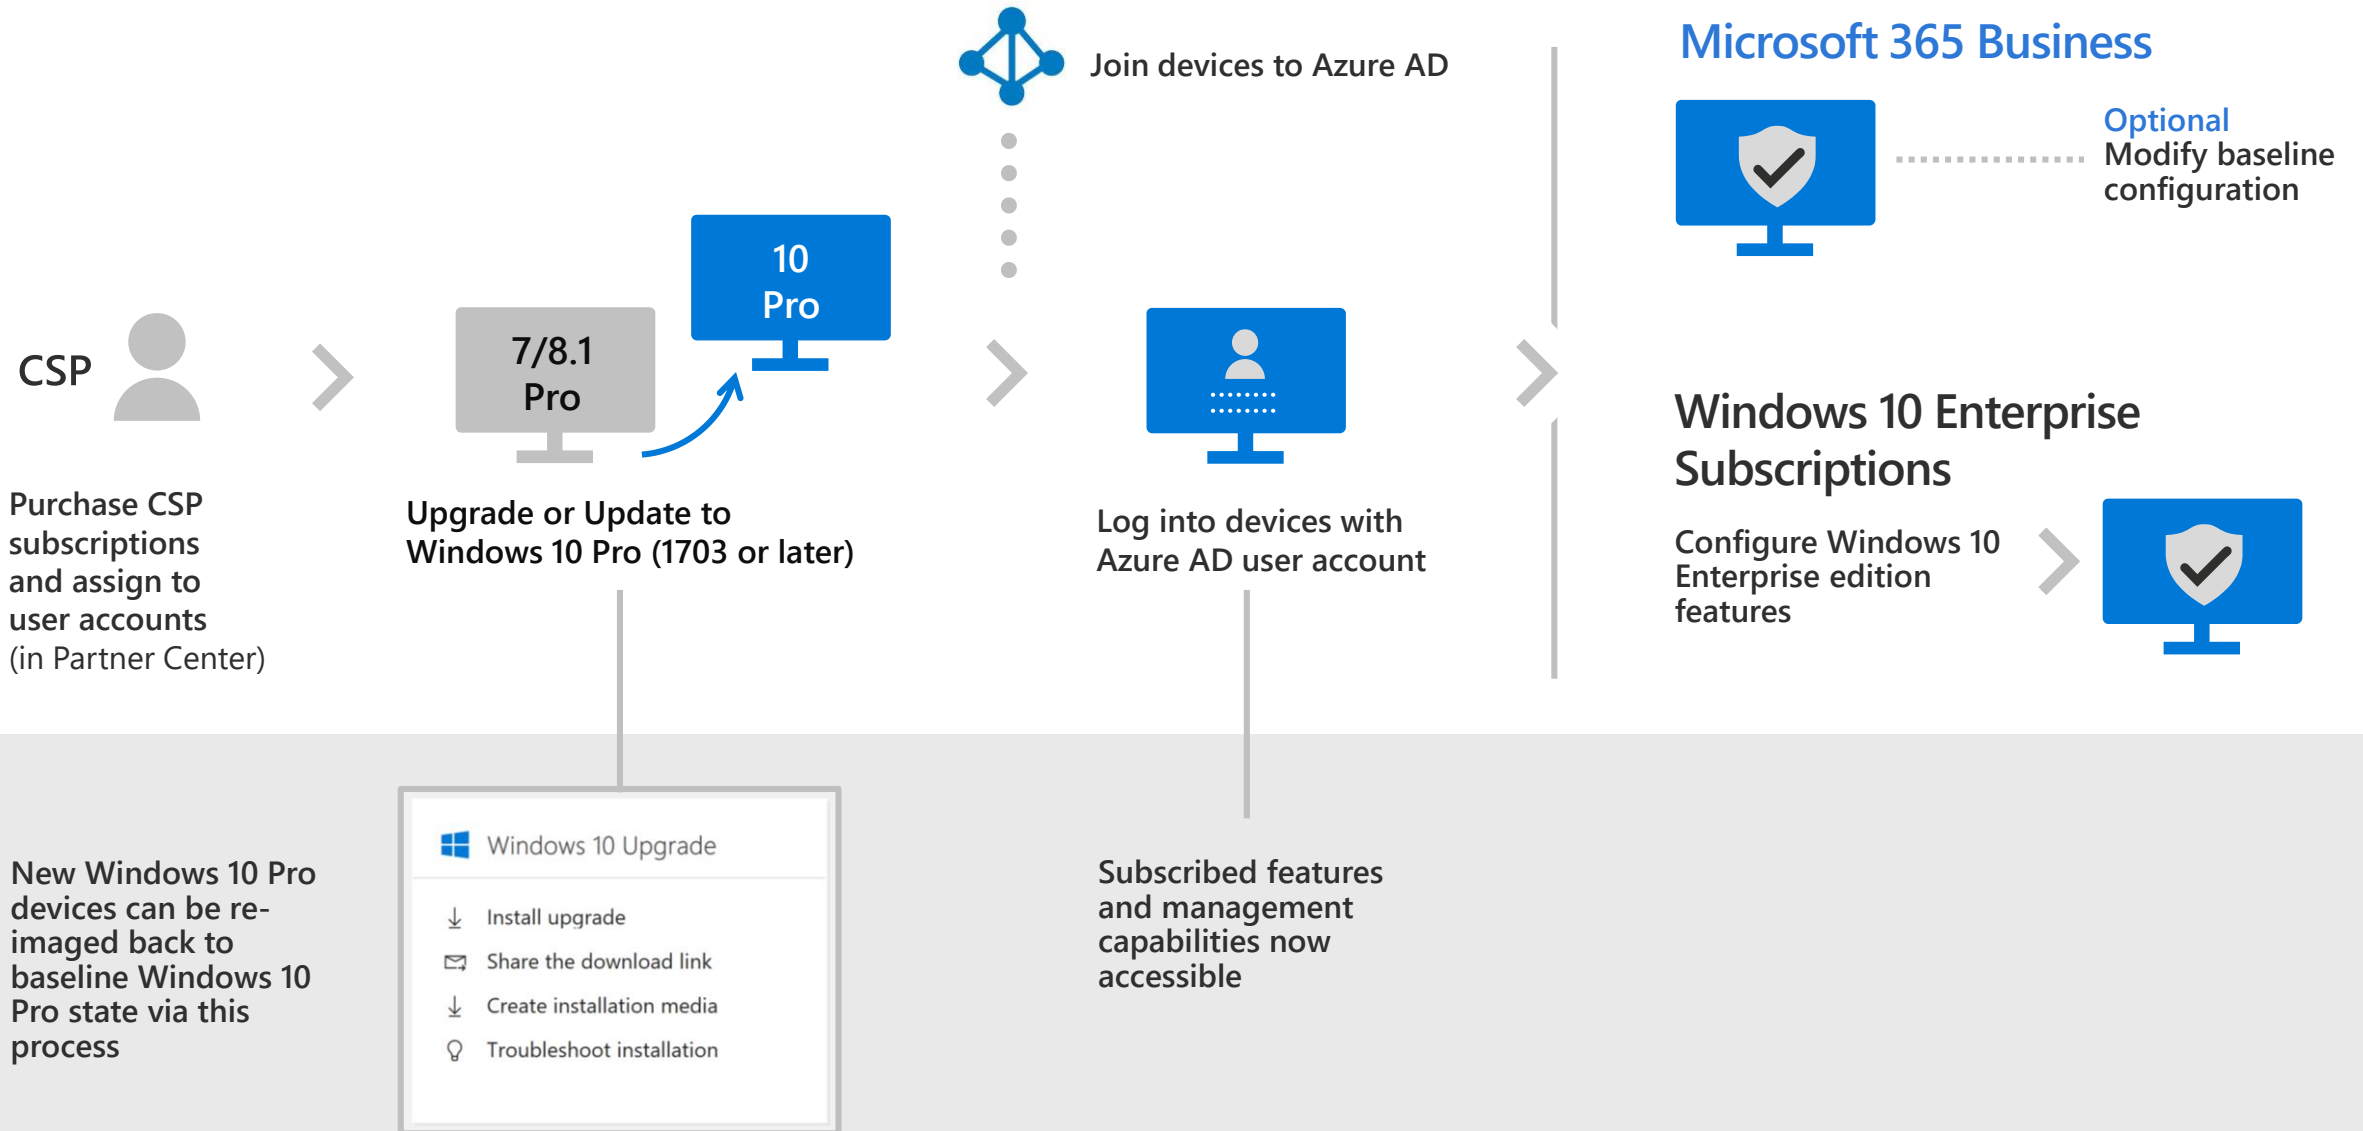 Join devices to Azure AD
Microsoft 365 Business
Optional
Modify baseline
configuration
CSP
7/8.1
Pro
10
Pro
Purchase CSP
subscriptions
and assign to
user accounts
(in Partner Center)
Upgrade or Update to
Windows 10 Pro (1703 or later)
Log into devices with
Azure AD user account
Windows 10 Enterprise
Subscriptions
Configure Windows 10
Enterprise edition
features
New Windows 10 Pro
devices can be re-
imaged back to
baseline Windows 10
Pro state via this
process
Windows 10 Upgrade
Install upgrade
Share the download link
Create installation media
Troubleshoot installation
Subscribed features
and management
capabilities now
accessible